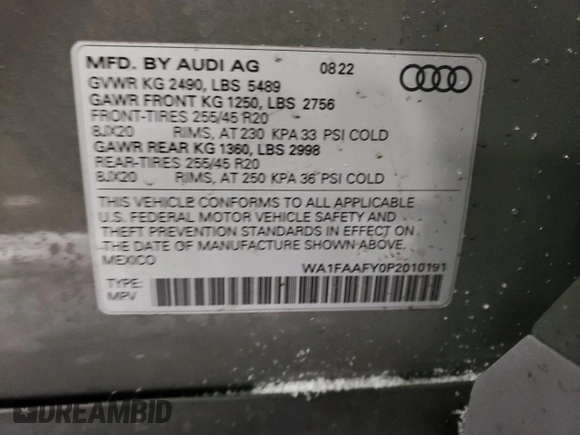 MFD. BY AUDI AG 08 22
GVWR KG 2490, LBS 5489
GAWR FRONT KG 1250, LBS 2756
FRONT-TIRES 255/45 R20
8JX20 RIMS, AT 230 KPA 33 PSI COLD
GAWR REAR KG 1360, LBS 2998
REAR-TIRES 255/45 R20
8JX20 RIMS, AT 250 KPA 36 PSI COLD
THIS VEHICLE CONFORMS TO ALL APPLICABLE
U.S. FEDERAL MOTOR VEHICLE SAFETY AND
THEFT PREVENTION STANDARDS IN EFFECT ON
THE DATE OF MANUFACTURE SHOWN ABOVE.
MEXICO
WA1FAAFY0P2010191
TYPE:
MPV
DREAMBID